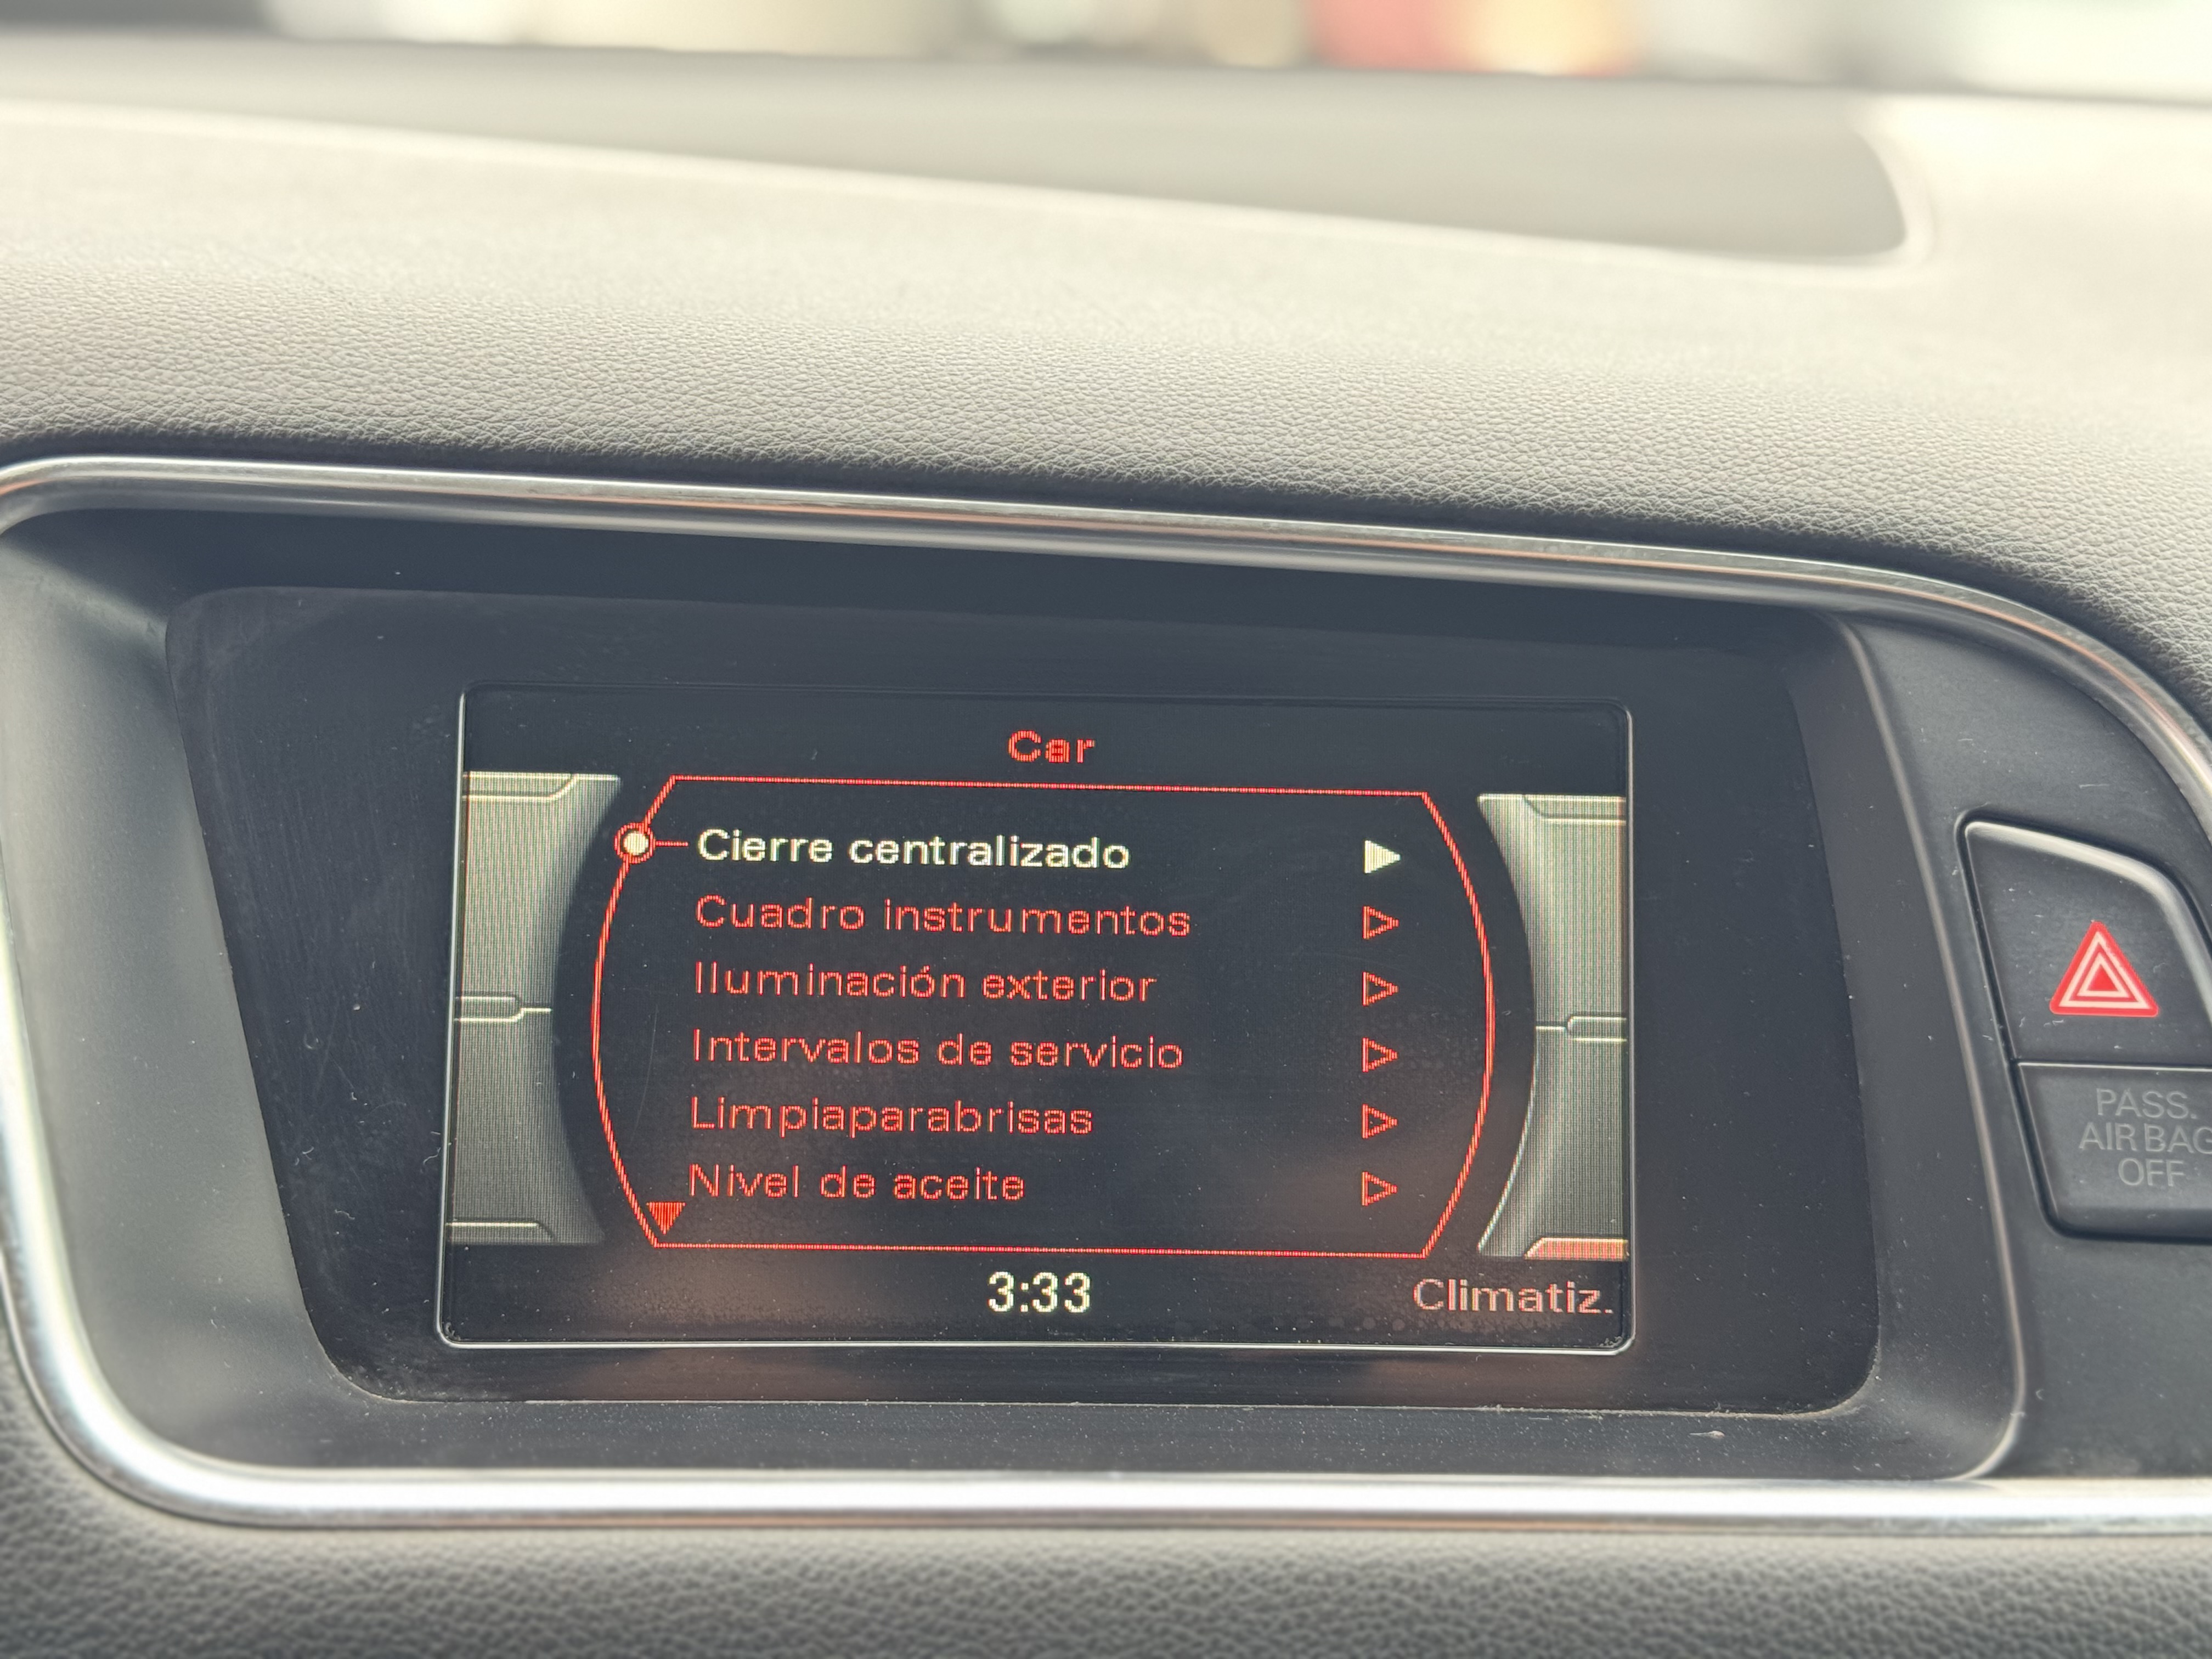 Car
Cierre centralizado
Cuadro instrumentos
Iluminación exterior
Intervalos de servicio
Limpiaparabrisas
Nivel de aceite
3:33
Climatiz.
PASS.
AIR BAG
OFF